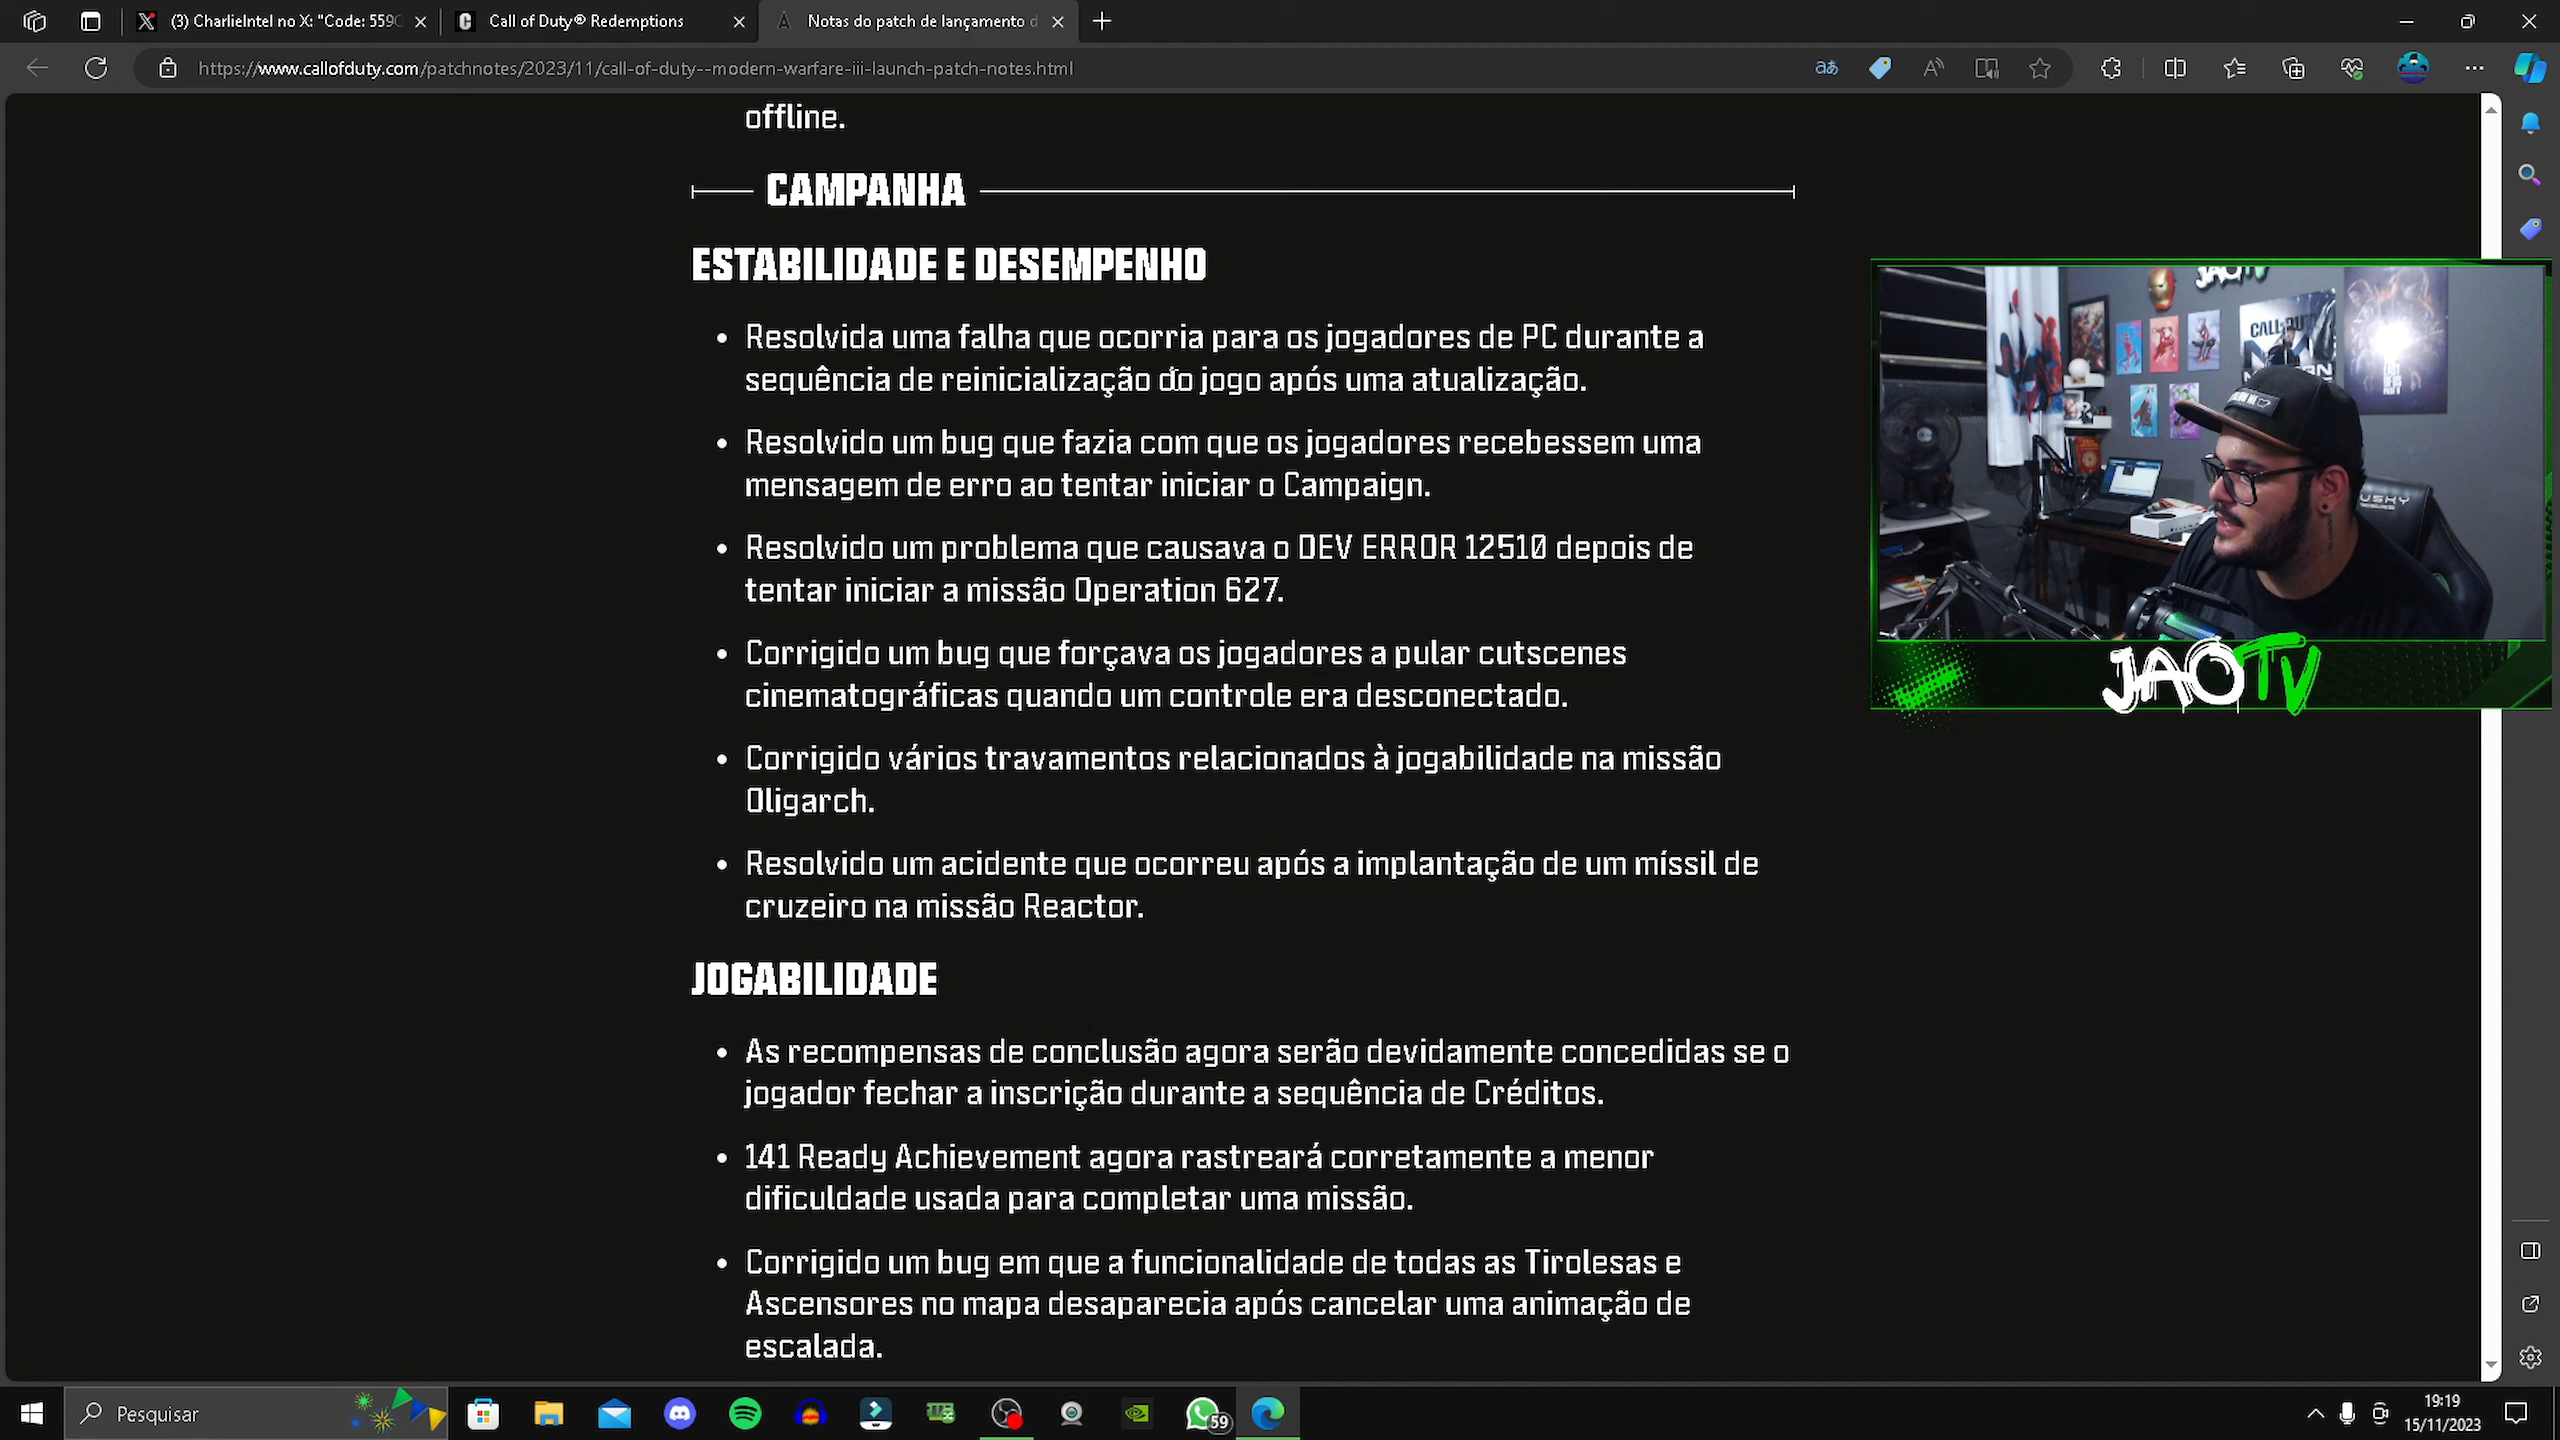 (3) CharlieIntel no X: "Code: 559C
Call of Duty® Redemptions
Notas do patch de lançamento d
https://www.callofduty.com/patchnotes/2023/11/call-of-duty--modern-warfare-iii-launch-patch-notes.html
offline.
CAMPANHA
ESTABILIDADE E DESEMPENHO
• Resolvida uma falha que ocorria para os jogadores de PC durante a
sequência de reinicialização do jogo após uma atualização.
• Resolvido um bug que fazia com que os jogadores recebessem uma
mensagem de erro ao tentar iniciar o Campaign.
• Resolvido um problema que causava o DEV ERROR 12510 depois de
tentar iniciar a missão Operation 627.
• Corrigido um bug que forçava os jogadores a pular cutscenes
cinematográficas quando um controle era desconectado.
• Corrigido vários travamentos relacionados à jogabilidade na missão
Oligarch.
• Resolvido um acidente que ocorreu após a implantação de um míssil de
cruzeiro na missão Reactor.
JOGABILIDADE
• As recompensas de conclusão agora serão devidamente concedidas se o
jogador fechar a inscrição durante a sequência de Créditos.
• 141 Ready Achievement agora rastreará corretamente a menor
dificuldade usada para completar uma missão.
• Corrigido um bug em que a funcionalidade de todas as Tirolesas e
Ascensores no mapa desaparecia após cancelar uma animação de
escalada.
JAOTV
CALL OF DUTY
JAOTV
Pesquisar
59
19:19
15/11/2023